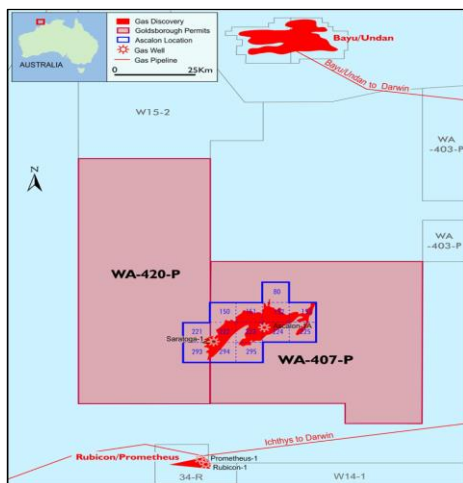 AUSTRALIA
Gas Discovery
Goldsborough Permits
Ascalon Location
Gas Well
Gas Pipeline
0 25Km
Bayu/Undan
Bayu/Undan to Darwin
W15-2
WA
-403-P
N
WA
-403-P
WA-420-P
80
150
221
Saratoga-1
293 294 295
WA-407-P
Ichthys to Darwin
Rubicon/Prometheus
Prometheus-1
Rubicon-1
34-R
W14-1